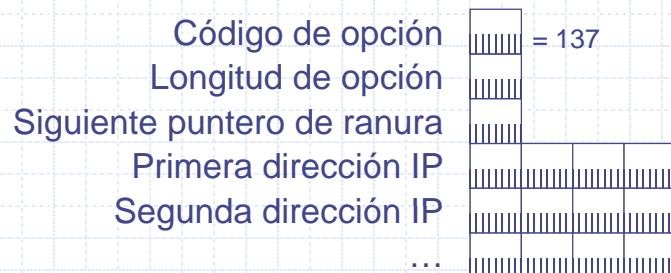 Código de opción = 137
Longitud de opción
Siguiente puntero de ranura
Primera dirección IP
Segunda dirección IP
…